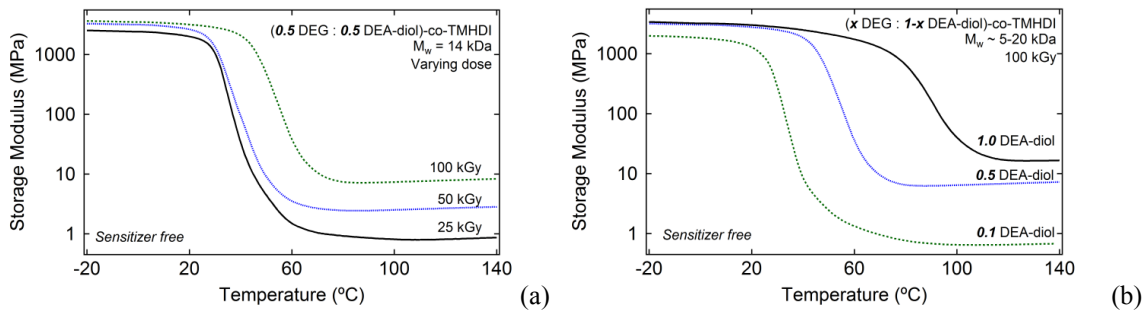 (0.5 DEG : 0.5 DEA-diol)-co-TMHDI
Mw = 14 kDa
Varying dose
1000
100
10
1
Storage Modulus (MPa)
100 kGy
50 kGy
25 kGy
Sensitizer free
-20 20 60 100 140
Temperature (ºC)
(a)
(x DEG : 1-x DEA-diol)-co-TMHDI
Mw ~ 5-20 kDa
100 kGy
1000
100
10
1
Storage Modulus (MPa)
1.0 DEA-diol
0.5 DEA-diol
0.1 DEA-diol
Sensitizer free
-20 20 60 100 140
Temperature (ºC)
(b)